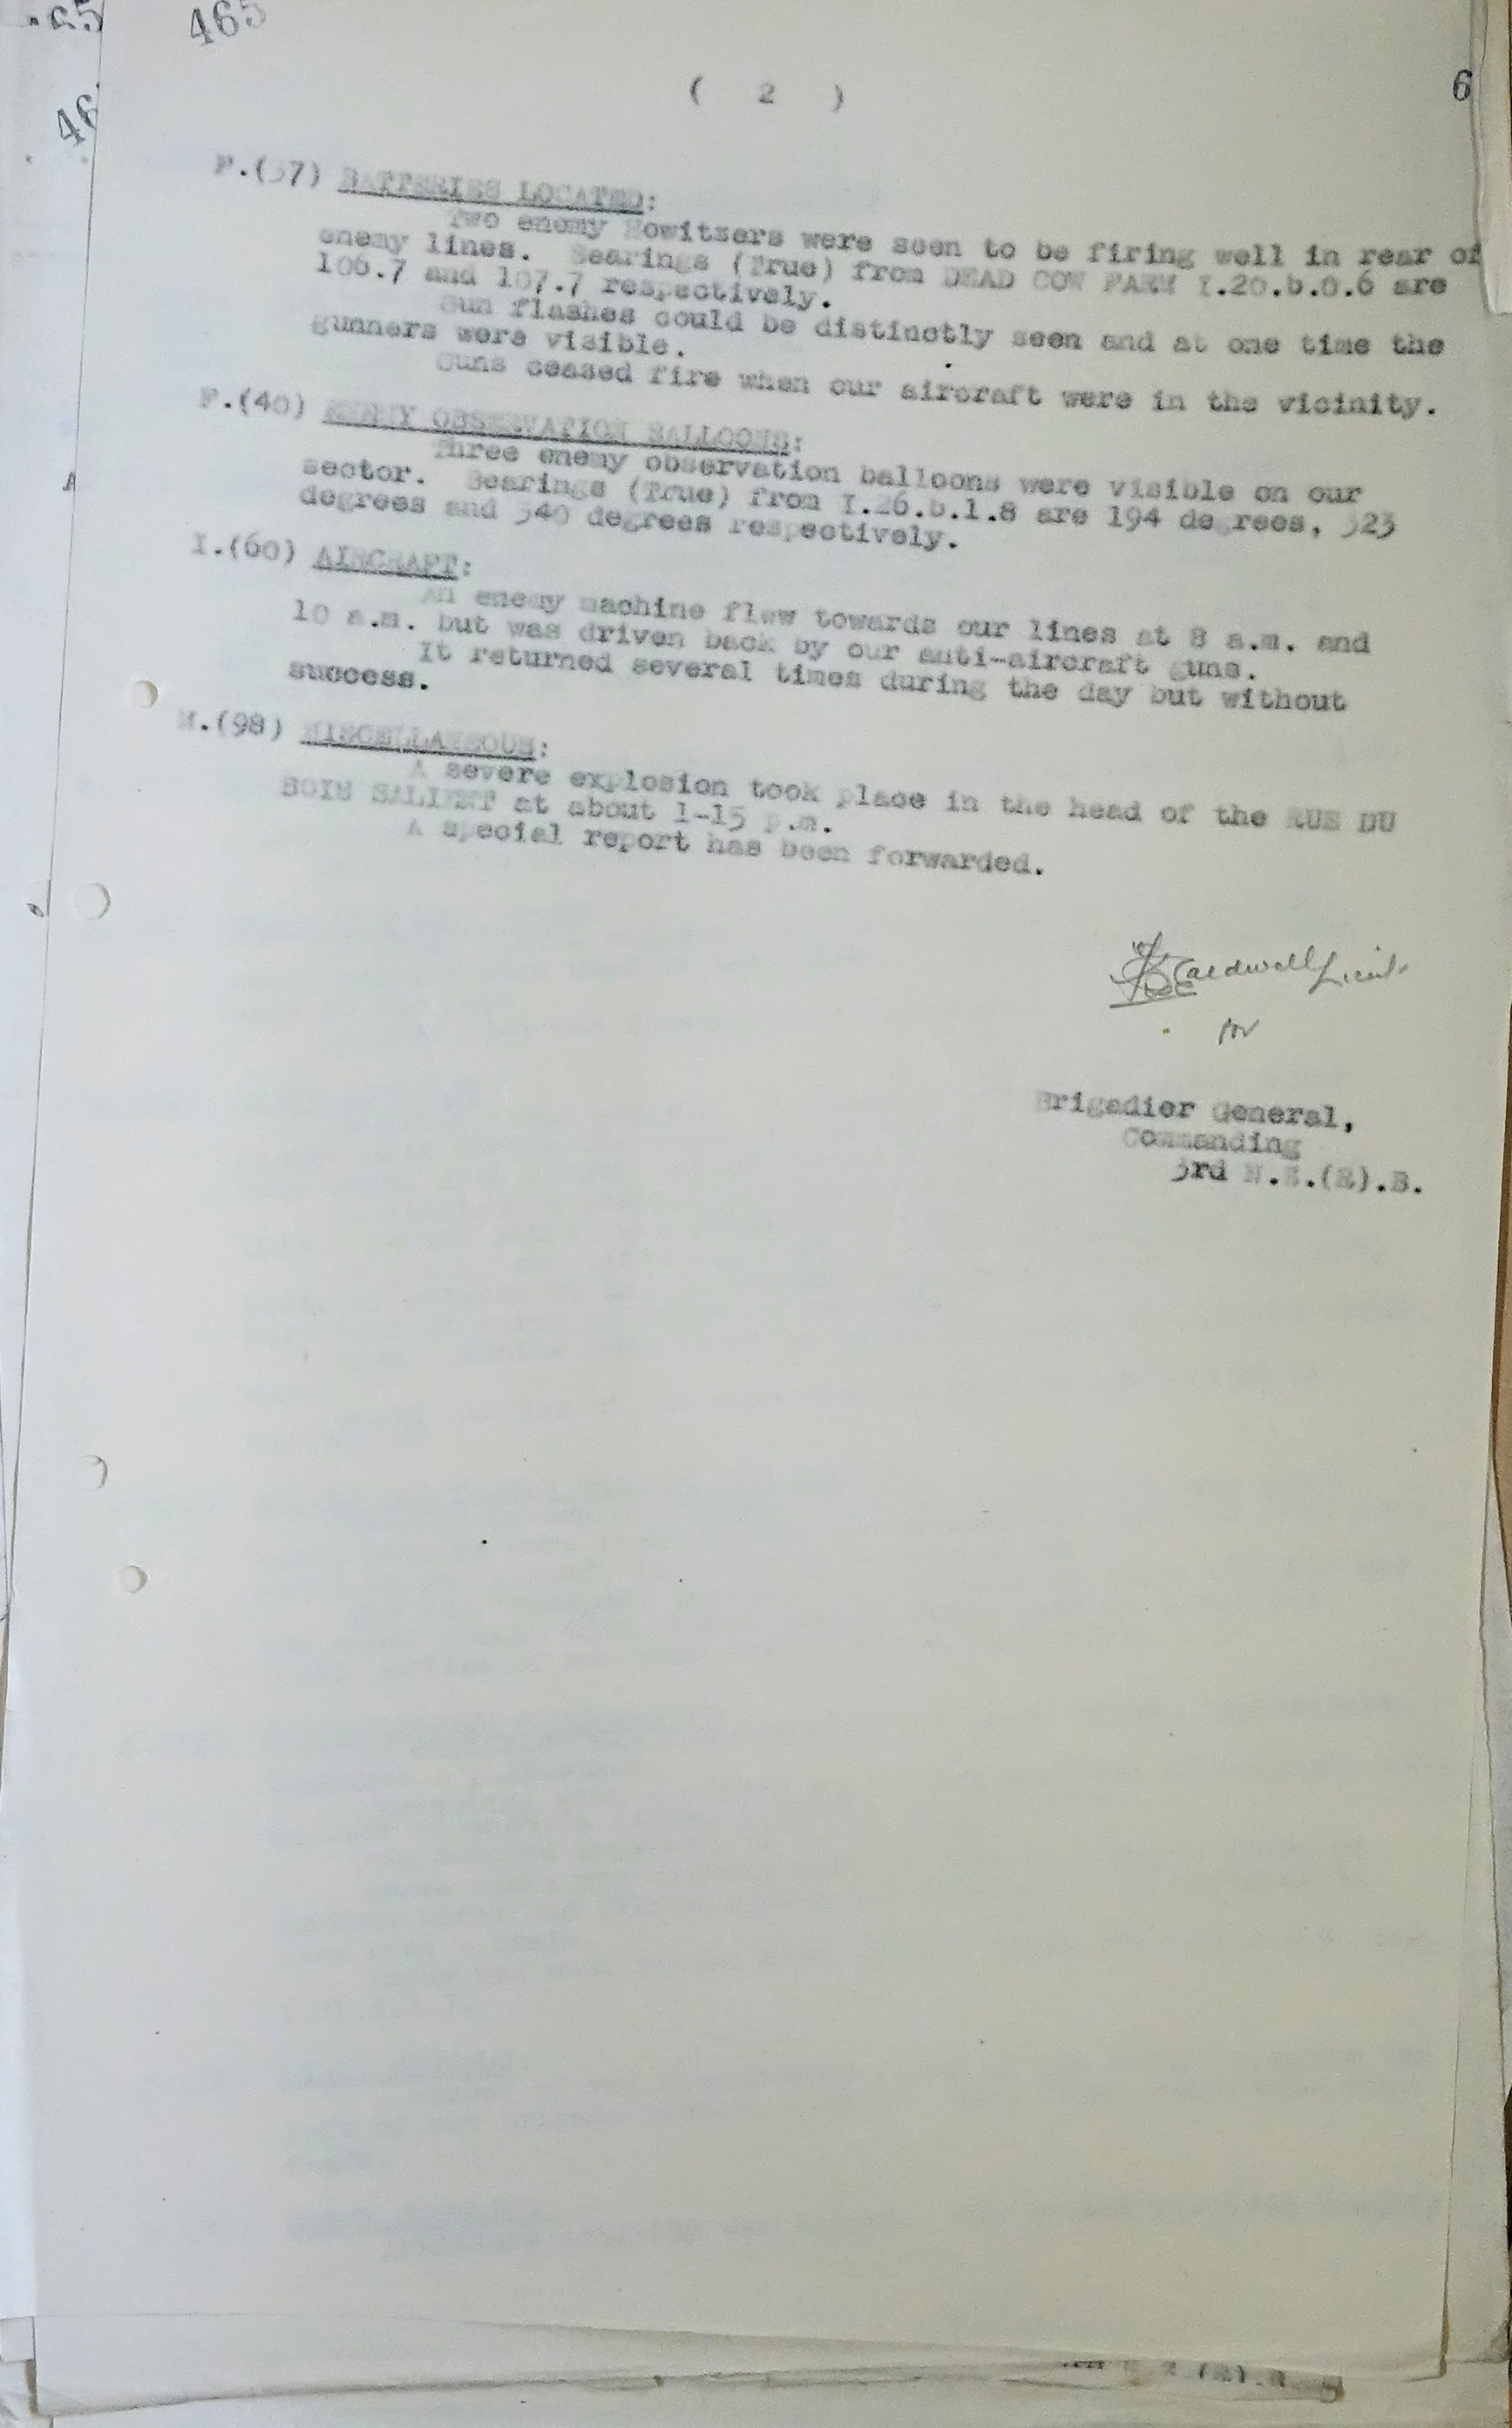 465
( 2 )
6
F.(37) BATTERIES LOCATED:
Two enemy Howitzers were seen to be firing well in rear of
enemy lines. Bearings (True) from DEAD COW FARM I.20.b.0.6 are
106.7 and 107.7 respectively.
Gun flashes could be distinctly seen and at one time the
gunners were visible.
Guns ceased fire when our aircraft were in the vicinity.
F.(40) ENEMY OBSERVATION BALLOONS:
Three enemy observation balloons were visible on our
sector. Bearings (True) from I.26.b.1.8 are 194 degrees, 323
degrees and 340 degrees respectively.
I.(60) AIRCRAFT:
An enemy machine flew towards our lines at 8 a.m. and
10 a.m. but was driven back by our anti-aircraft guns.
It returned several times during the day but without
success.
M.(98) MISCELLANEOUS:
A severe explosion took place in the head of the RUE DU
BOIS SALIENT at about 1-15 p.m.
A special report has been forwarded.
Caldwell Lieut
for
Brigadier General,
Commanding
3rd N.Z.(R).B.